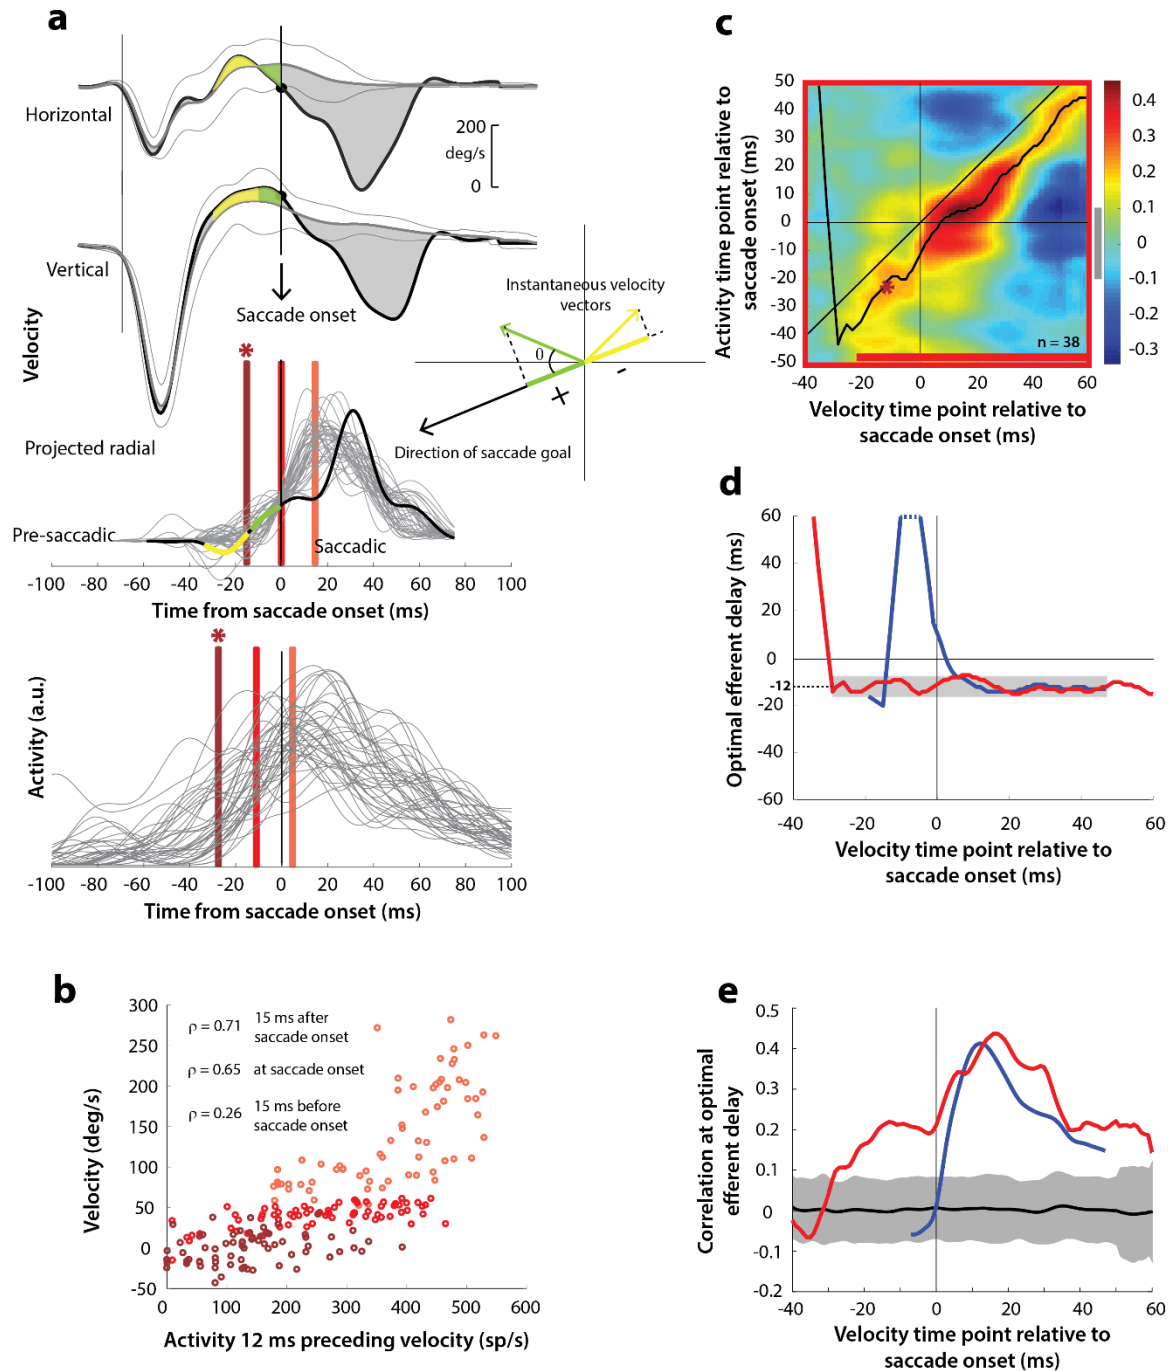 a
Horizontal
200
deg/s
0
Vertical
Saccade onset
Velocity
*
Instantaneous velocity
vectors
θ
+
-
Direction of saccade goal
Projected radial
Pre-saccadic
Saccadic
-100 -80 -60 -40 -20 0 20 40 60 80 100
Time from saccade onset (ms)
*
Activity (a.u.)
-100 -80 -60 -40 -20 0 20 40 60 80 100
Time from saccade onset (ms)
b
300
250
200
150
100
50
0
-50
Velocity (deg/s)
ρ = 0.71 15 ms after
saccade onset
ρ = 0.65 at saccade onset
ρ = 0.26 15 ms before
saccade onset
0 100 200 300 400 500 600
Activity 12 ms preceding velocity (sp/s)
c
Activity time point relative to
saccade onset (ms)
50
40
30
20
10
0
-10
-20
-30
-40
-50
*
n = 38
0.4
0.3
0.2
0.1
0
-0.1
-0.2
-0.3
-40 -20 0 20 40 60
Velocity time point relative to
saccade onset (ms)
d
Optimal efferent delay (ms)
60
40
20
0
-12
-20
-40
-60
-40 -20 0 20 40 60
Velocity time point relative to
saccade onset (ms)
e
Correlation at optimal
efferent delay
0.5
0.4
0.3
0.2
0.1
0
-0.1
-0.2
-40 -20 0 20 40 60
Velocity time point relative to
saccade onset (ms)